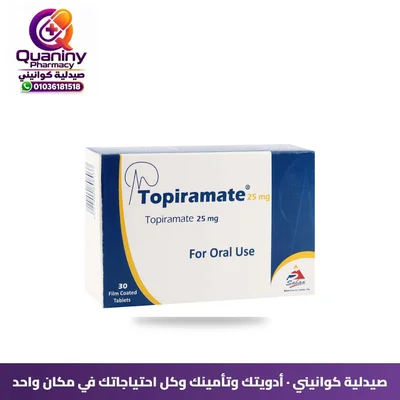 Quaniny
Pharmacy
صيدلية كوانيني
01036181518
Topiramate® 25 mg
Topiramate 25 mg
For Oral Use
30
Film Coated
Tablets
صيدلية كوانيني - أدويتك وتأمينك وكل احتياجاتك في مكان واحد